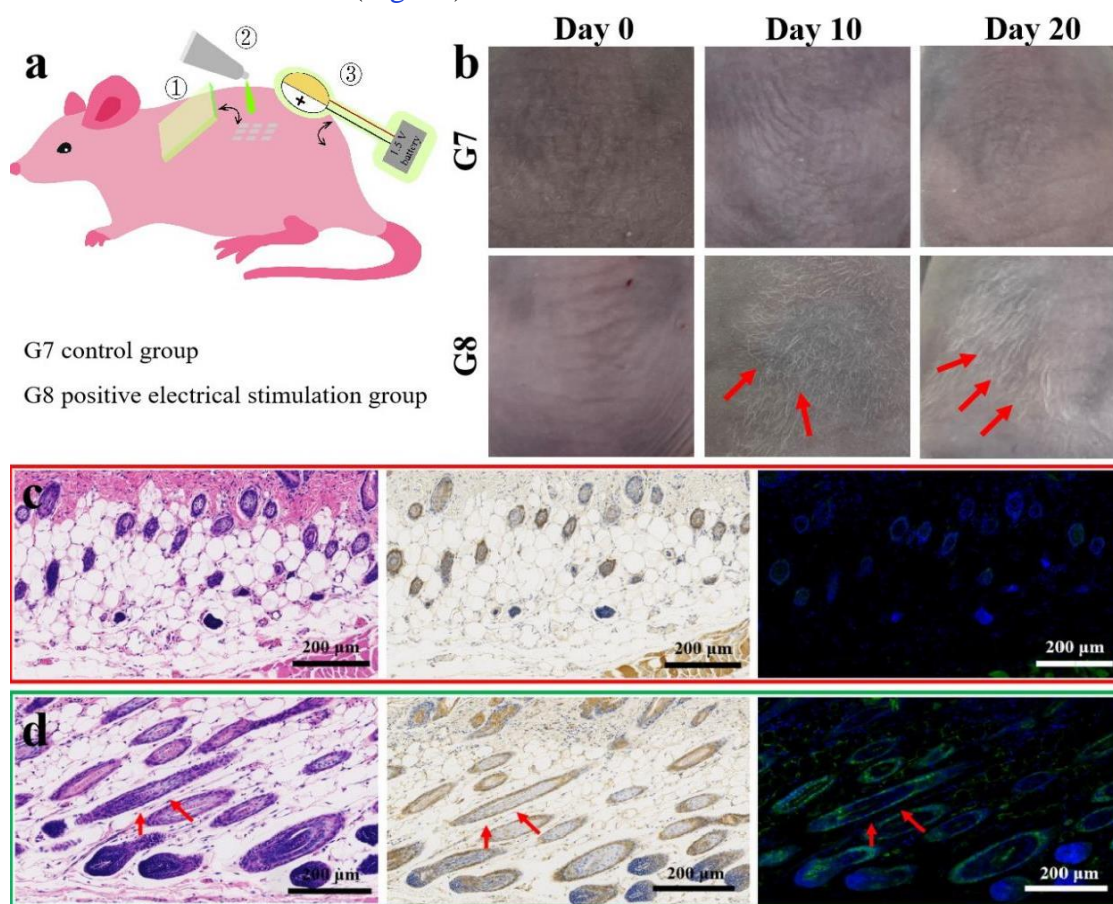 a
①
②
③
+
1.5 V
battery
G7 control group
G8 positive electrical stimulation group
b
Day 0
Day 10
Day 20
G7
G8
c
200 µm
200 µm
200 µm
d
200 µm
200 µm
200 µm